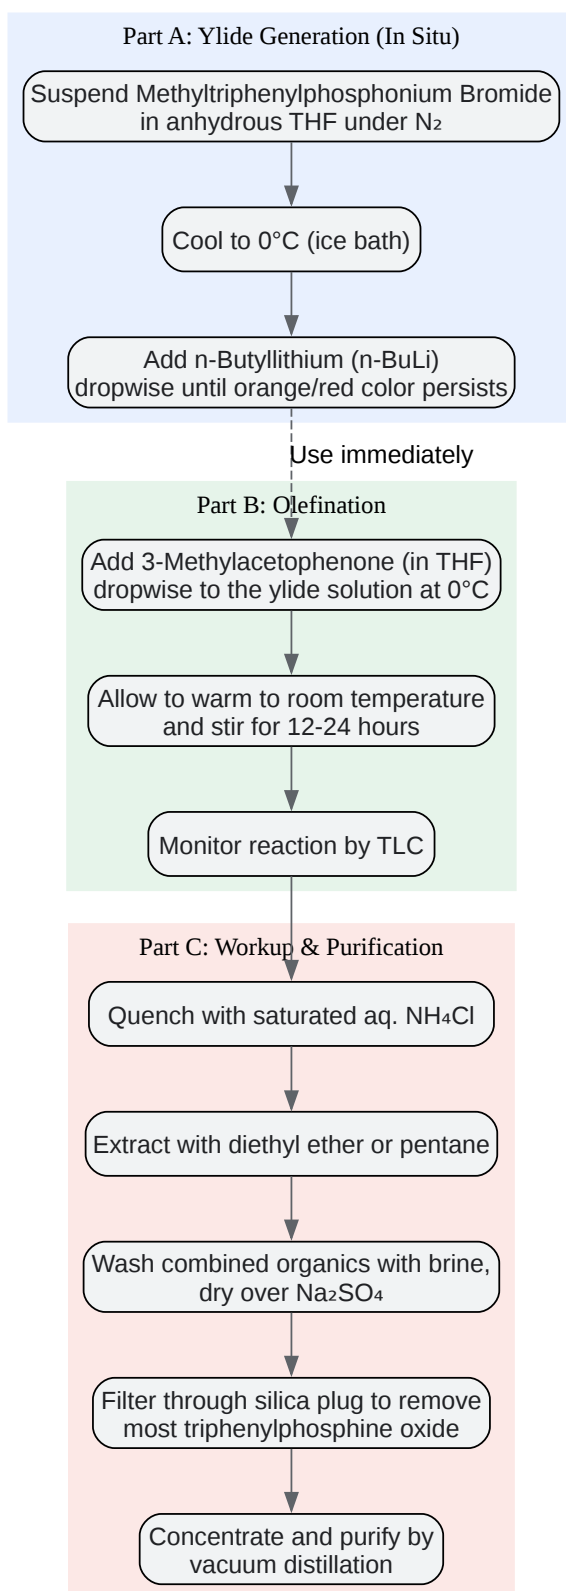 Part A: Ylide Generation (In Situ)
Suspend Methyltriphenylphosphonium Bromide
in anhydrous THF under N₂
Cool to 0°C (ice bath)
Add n-Butyllithium (n-BuLi)
dropwise until orange/red color persists
Use immediately
Part B: Olefination
Add 3-Methylacetophenone (in THF)
dropwise to the ylide solution at 0°C
Allow to warm to room temperature
and stir for 12-24 hours
Monitor reaction by TLC
Part C: Workup & Purification
Quench with saturated aq. NH₄Cl
Extract with diethyl ether or pentane
Wash combined organics with brine,
dry over Na₂SO₄
Filter through silica plug to remove
most triphenylphosphine oxide
Concentrate and purify by
vacuum distillation